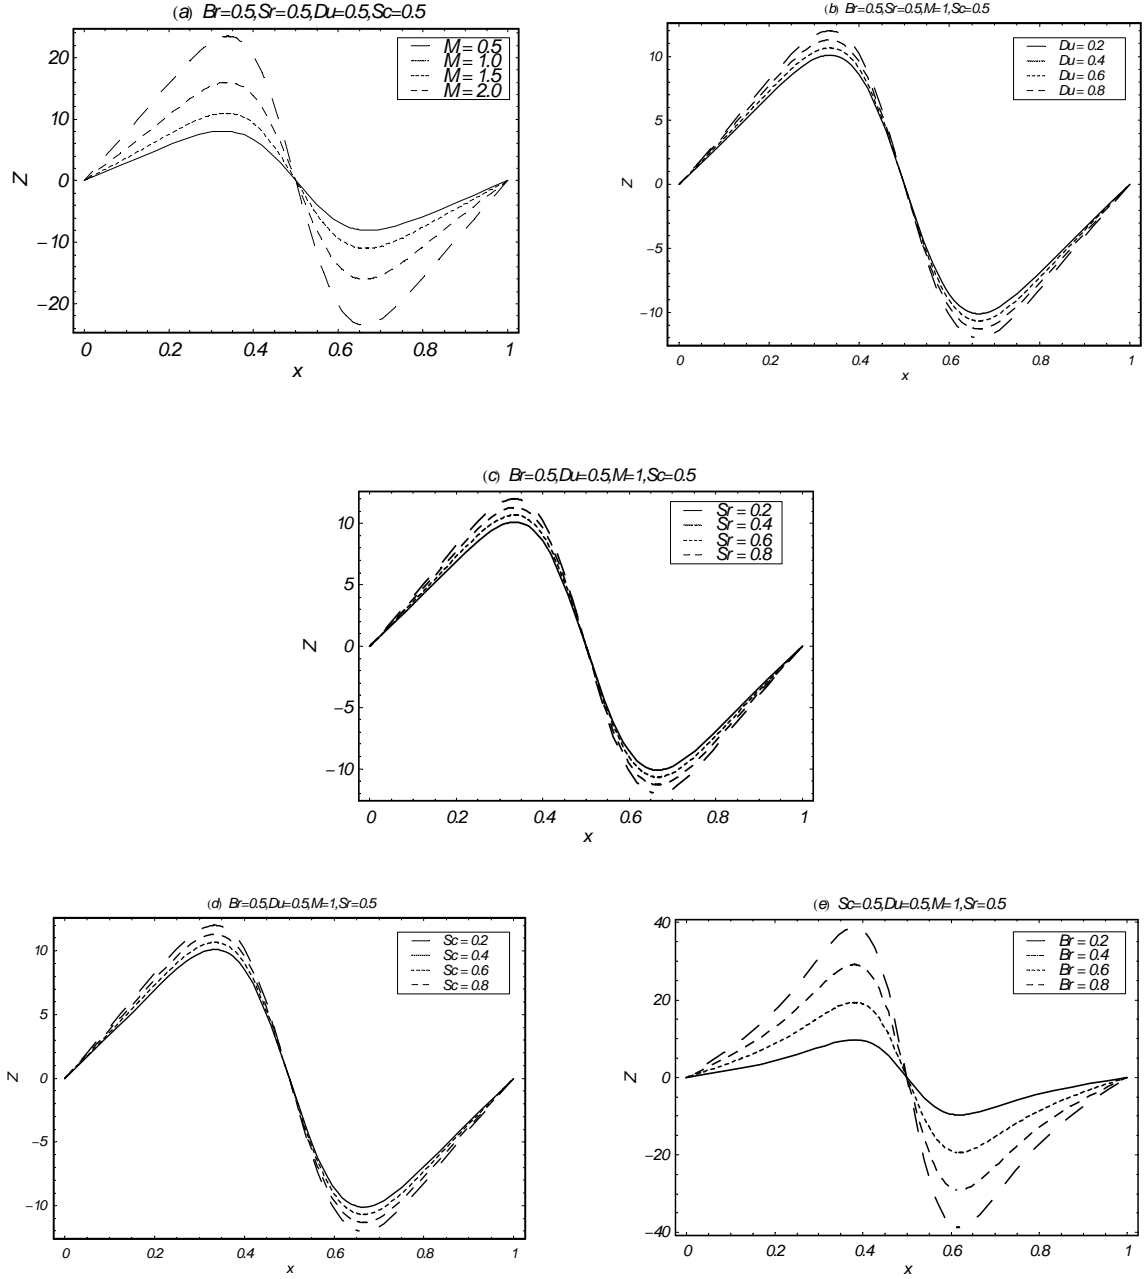 (a) Br=0.5,Sr=0.5,Du=0.5,Sc=0.5
M = 0.5
M = 1.0
M = 1.5
M = 2.0
20
10
0
−10
−20
Z
0 0.2 0.4 0.6 0.8 1
x
(b) Br=0.5,Sr=0.5,M=1,Sc=0.5
Du = 0.2
Du = 0.4
Du = 0.6
Du = 0.8
10
5
0
−5
−10
Z
0 0.2 0.4 0.6 0.8 1
x
(c) Br=0.5,Du=0.5,M=1,Sc=0.5
Sr = 0.2
Sr = 0.4
Sr = 0.6
Sr = 0.8
10
5
0
−5
−10
Z
0 0.2 0.4 0.6 0.8 1
x
(d) Br=0.5,Du=0.5,M=1,Sr=0.5
Sc = 0.2
Sc = 0.4
Sc = 0.6
Sc = 0.8
10
5
0
−5
−10
Z
0 0.2 0.4 0.6 0.8 1
x
(e) Sc=0.5,Du=0.5,M=1,Sr=0.5
Br = 0.2
Br = 0.4
Br = 0.6
Br = 0.8
40
20
0
−20
−40
Z
0 0.2 0.4 0.6 0.8 1
x